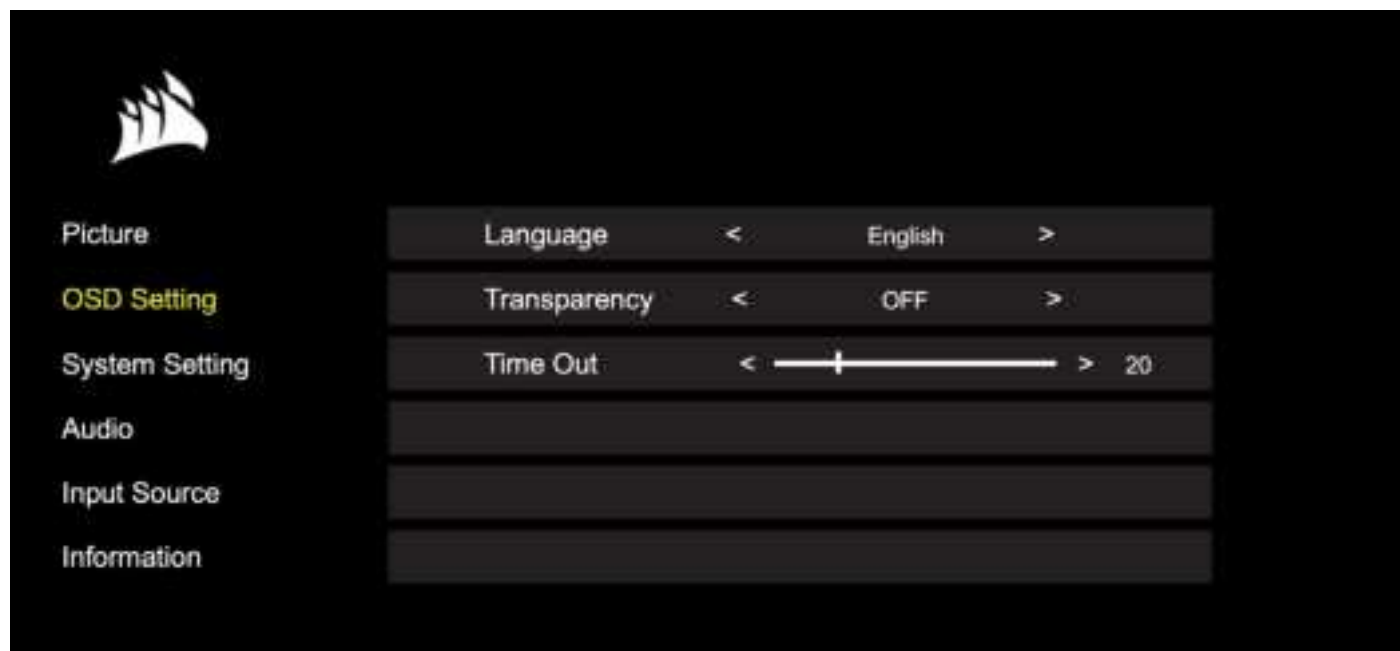 Picture
Language < English >
OSD Setting
Transparency < OFF >
System Setting
Time Out < > 20
Audio
Input Source
Information